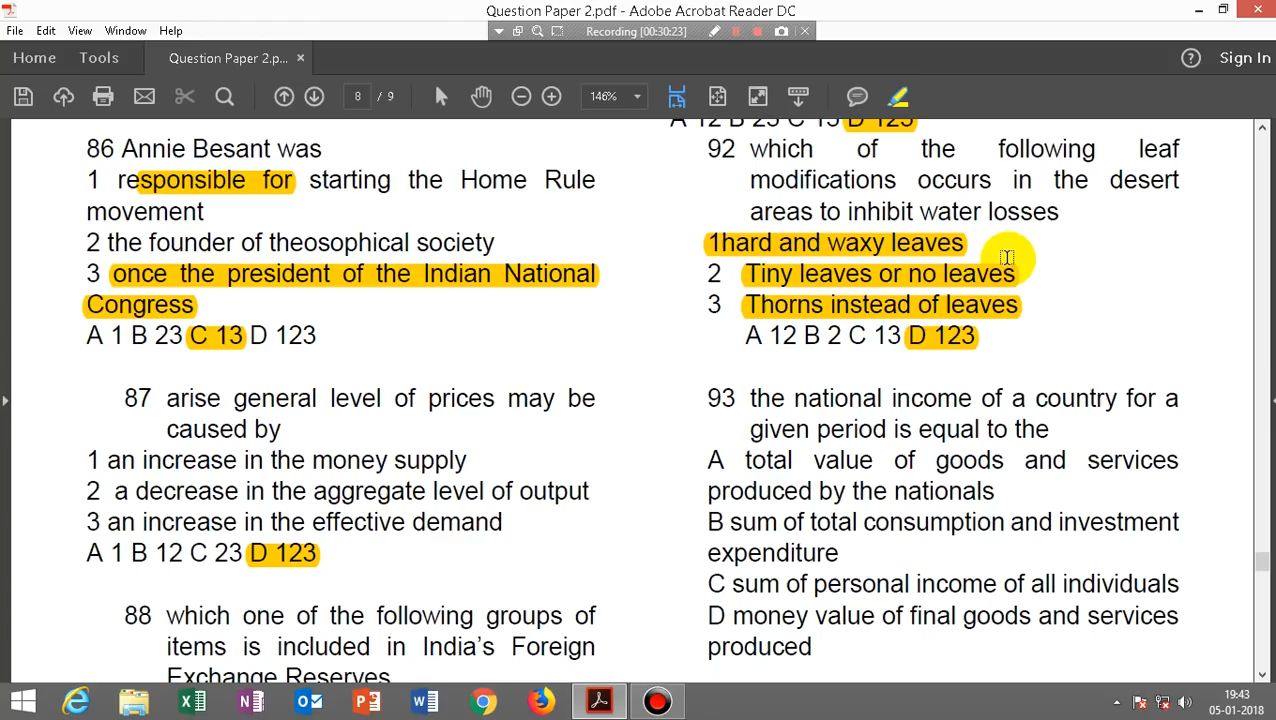 Question Paper 2.pdf - Adobe Acrobat Reader DC
File Edit View Window Help
Recording [00:30:23]
Home Tools Question Paper 2.p... × Sign In
8 / 9 146%
86 Annie Besant was
1 responsible for starting the Home Rule
movement
2 the founder of theosophical society
3 once the president of the Indian National
Congress
A 1 B 23 C 13 D 123
87 arise general level of prices may be
caused by
1 an increase in the money supply
2 a decrease in the aggregate level of output
3 an increase in the effective demand
A 1 B 12 C 23 D 123
88 which one of the following groups of
items is included in India's Foreign
Exchange Reserves
A 12 B 23 C 13 D 123
92 which of the following leaf
modifications occurs in the desert
areas to inhibit water losses
1hard and waxy leaves
2 Tiny leaves or no leaves
3 Thorns instead of leaves
A 12 B 2 C 13 D 123
93 the national income of a country for a
given period is equal to the
A total value of goods and services
produced by the nationals
B sum of total consumption and investment
expenditure
C sum of personal income of all individuals
D money value of final goods and services
produced
19:43
05-01-2018